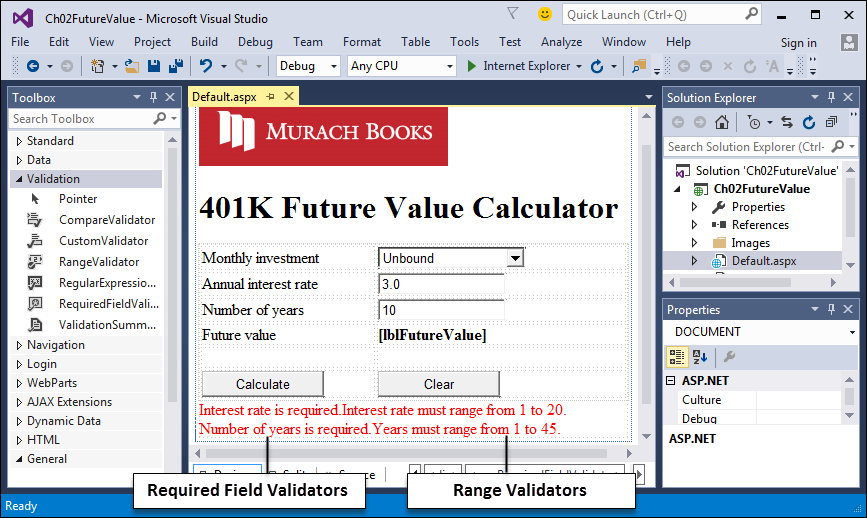 Ch02FutureValue - Microsoft Visual Studio
Quick Launch (Ctrl+Q)
File Edit View Project Build Debug Team Format Table Tools Test Analyze Window Help Sign in
Debug Any CPU Internet Explorer
Toolbox
Search Toolbox
Standard
Data
Validation
Pointer
CompareValidator
CustomValidator
RangeValidator
RegularExpressio...
RequiredFieldVali...
ValidationSumm...
Navigation
Login
WebParts
AJAX Extensions
Dynamic Data
HTML
General
Default.aspx
MURACH BOOKS
401K Future Value Calculator
Monthly investment Unbound
Annual interest rate 3.0
Number of years 10
Future value [lblFutureValue]
Calculate Clear
Interest rate is required.Interest rate must range from 1 to 20.
Number of years is required.Years must range from 1 to 45.
Required Field Validators
Range Validators
Solution Explorer
Search Solution Explorer (Ctrl-
Solution 'Ch02FutureValue'
Ch02FutureValue
Properties
References
Images
Default.aspx
Properties
DOCUMENT
ASP.NET
Culture
Debug
ASP.NET
Ready